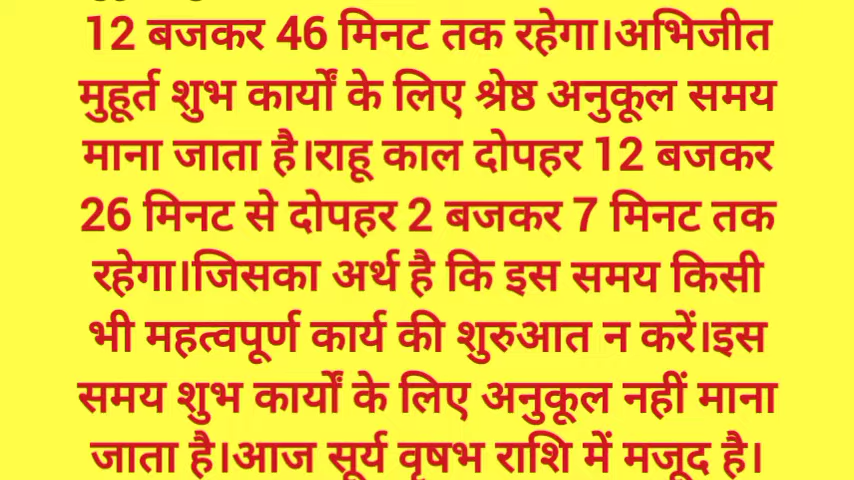 12 बजकर 46 मिनट तक रहेगा।अभिजीत
मुहूर्त शुभ कार्यों के लिए श्रेष्ठ अनुकूल समय
माना जाता है।राहू काल दोपहर 12 बजकर
26 मिनट से दोपहर 2 बजकर 7 मिनट तक
रहेगा।जिसका अर्थ है कि इस समय किसी
भी महत्वपूर्ण कार्य की शुरुआत न करें।इस
समय शुभ कार्यों के लिए अनुकूल नहीं माना
जाता है।आज सूर्य वृषभ राशि में मजूद है।